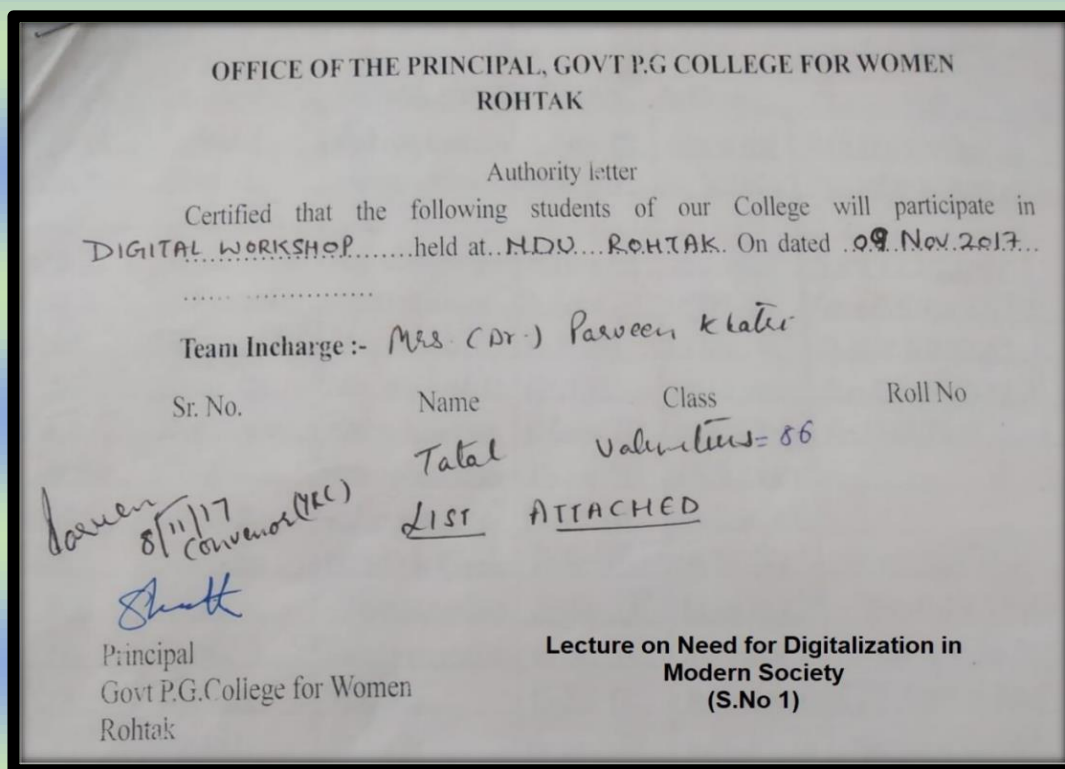 OFFICE OF THE PRINCIPAL, GOVT P.G COLLEGE FOR WOMEN
ROHTAK
Authority letter
Certified that the following students of our College will participate in
DIGITAL WORKSHOP........held at..M.D.U....ROHTAK. On dated .09.Nov.2017...
...... ...............
Team Incharge :- Mrs. (Dr.) Parveen Khatri
Sr. No. Name Class Roll No
Total Volunteers = 86
LIST ATTACHED
Parveen
8/11/17
Convenor (YRC)
Principal
Govt P.G.College for Women
Rohtak
Lecture on Need for Digitalization in
Modern Society
(S.No 1)